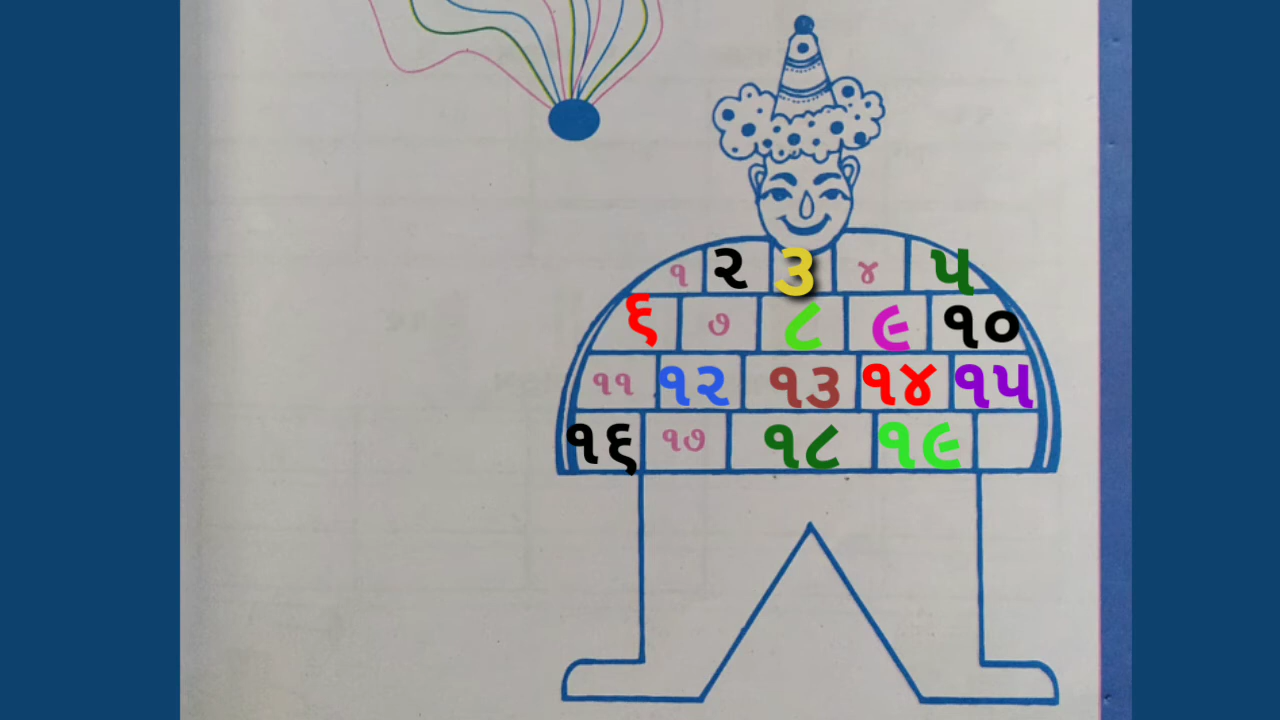 ૧ ૨ ૩ ૪ ૫
૬ ૭ ૮ ૯ ૧૦
૧૧ ૧૨ ૧૩ ૧૪ ૧૫
૧૬ ૧૭ ૧૮ ૧૯